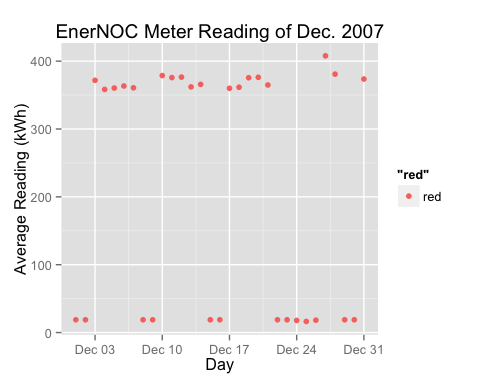 EnerNOC Meter Reading of Dec. 2007
400
300
200
100
0
Average Reading (kWh)
Dec 03 Dec 10 Dec 17 Dec 24 Dec 31
Day
"red"
red